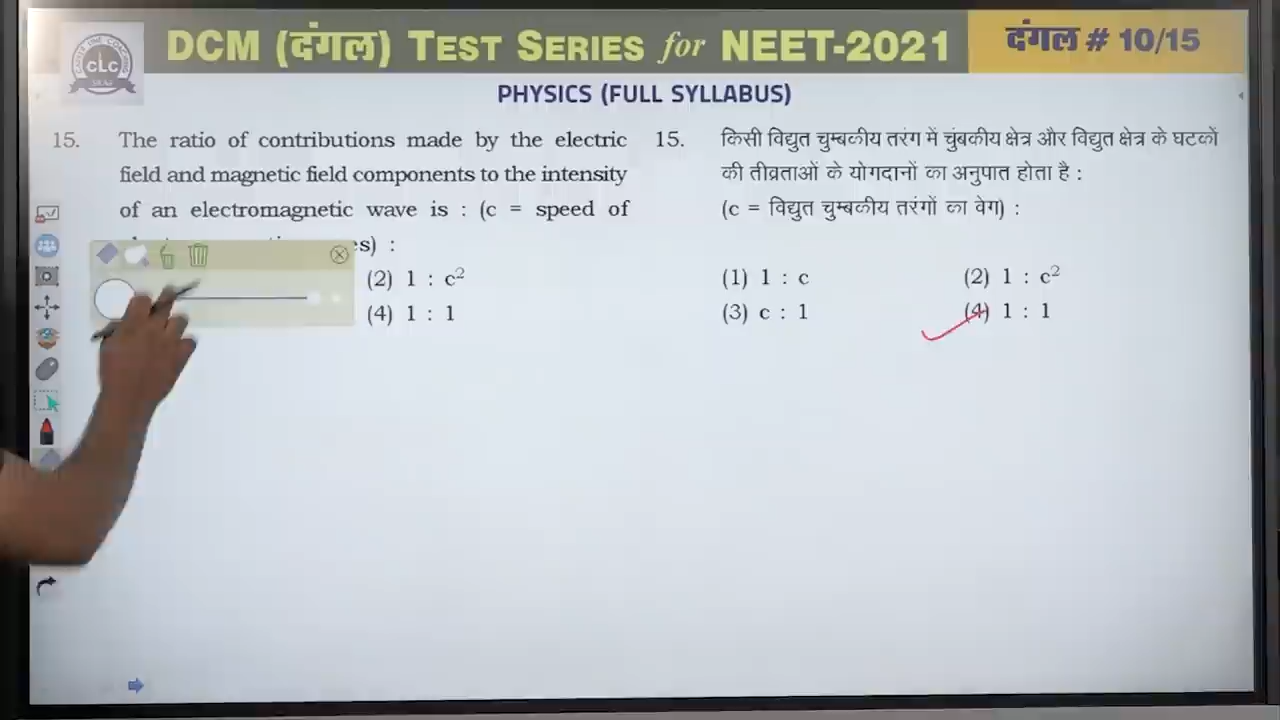 DCM (दंगल) TEST SERIES for NEET-2021
दंगल # 10/15
CLC
PHYSICS (FULL SYLLABUS)
15. The ratio of contributions made by the electric
field and magnetic field components to the intensity
of an electromagnetic wave is : (c = speed of
es) :
(2) 1 : c²
(4) 1 : 1
15. किसी विद्युत चुम्बकीय तरंग में चुंबकीय क्षेत्र और विद्युत क्षेत्र के घटकों
की तीव्रताओं के योगदानों का अनुपात होता है :
(c = विद्युत चुम्बकीय तरंगों का वेग) :
(1) 1 : c (2) 1 : c²
(3) c : 1 (4) 1 : 1